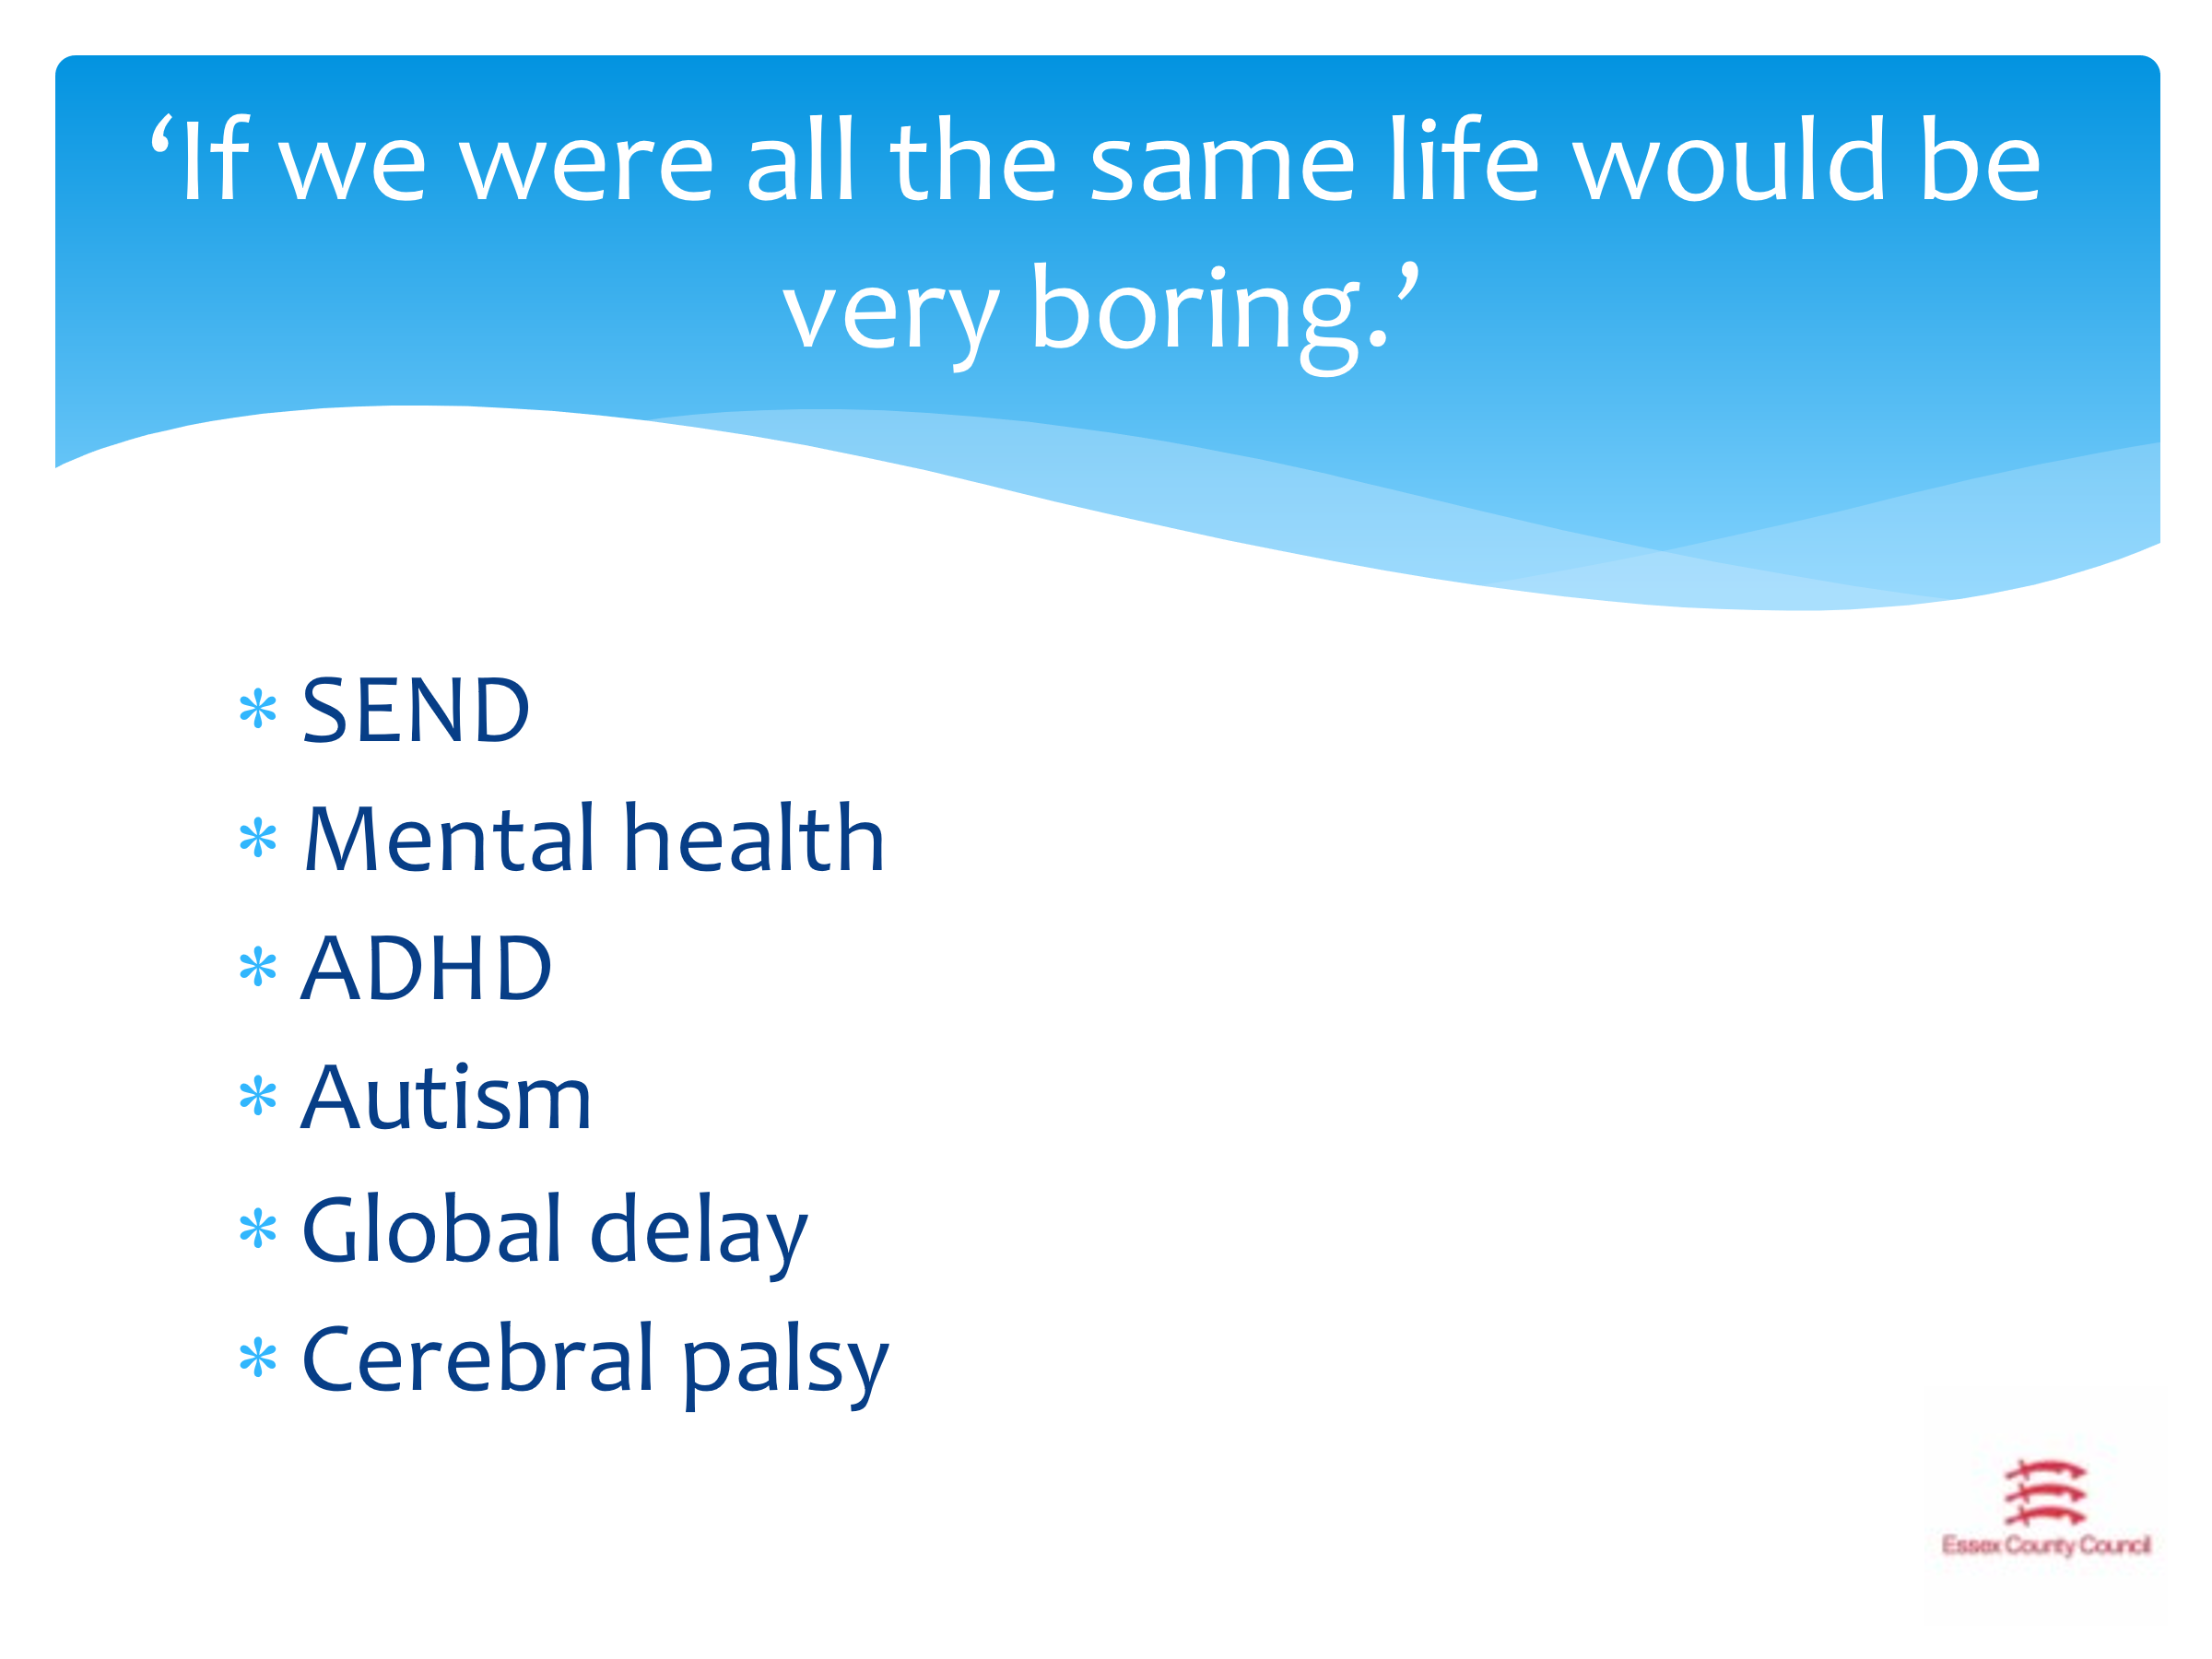 ‘If we were all the same life would be
very boring.’
* SEND
* Mental health
* ADHD
* Autism
* Global delay
* Cerebral palsy
Essex County Council